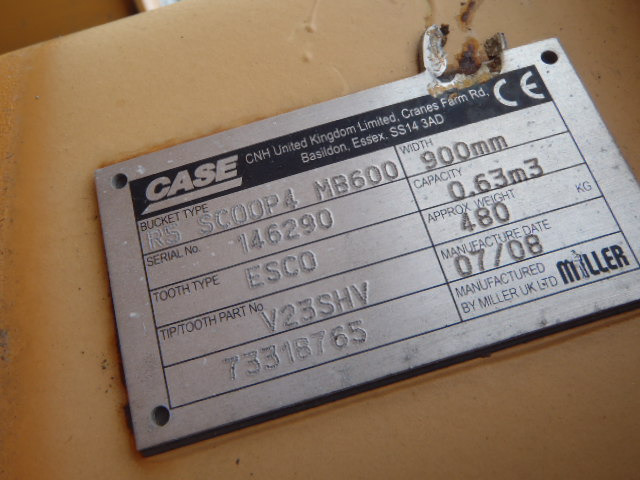 CASE
CNH United Kingdom Limited, Cranes Farm Rd,
Basildon, Essex. SS14 3AD
CE
BUCKET TYPE
R5 SCOOP4 MB600
WIDTH
900mm
SERIAL No.
146290
CAPACITY
0.63m3
TOOTH TYPE
ESCO
APPROX WEIGHT
480
KG
TIP/TOOTH PART No
V23SHV
MANUFACTURE DATE
07/08
73318765
MANUFACTURED
BY MILLER UK LTD
MILLER